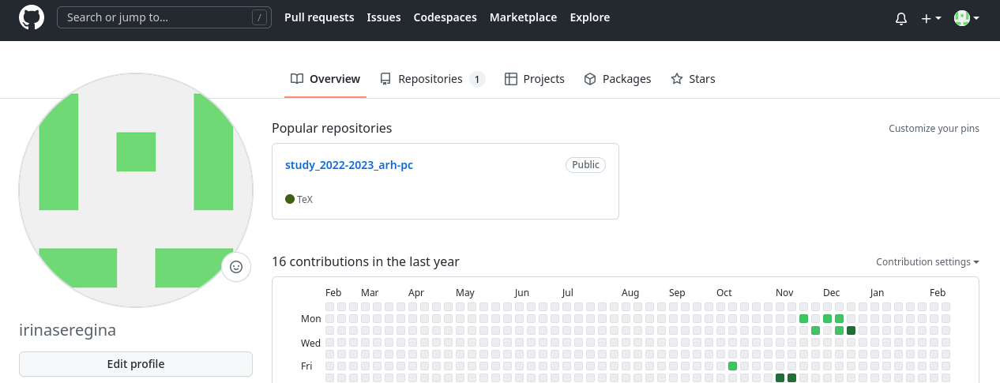 Search or jump to... /
Pull requests Issues Codespaces Marketplace Explore
Overview Repositories 1 Projects Packages Stars
Popular repositories
Customize your pins
study_2022-2023_arh-pc
Public
TeX
16 contributions in the last year
Contribution settings
Feb Mar Apr May Jun Jul Aug Sep Oct Nov Dec Jan Feb
Mon
Wed
Fri
irinaseregina
Edit profile